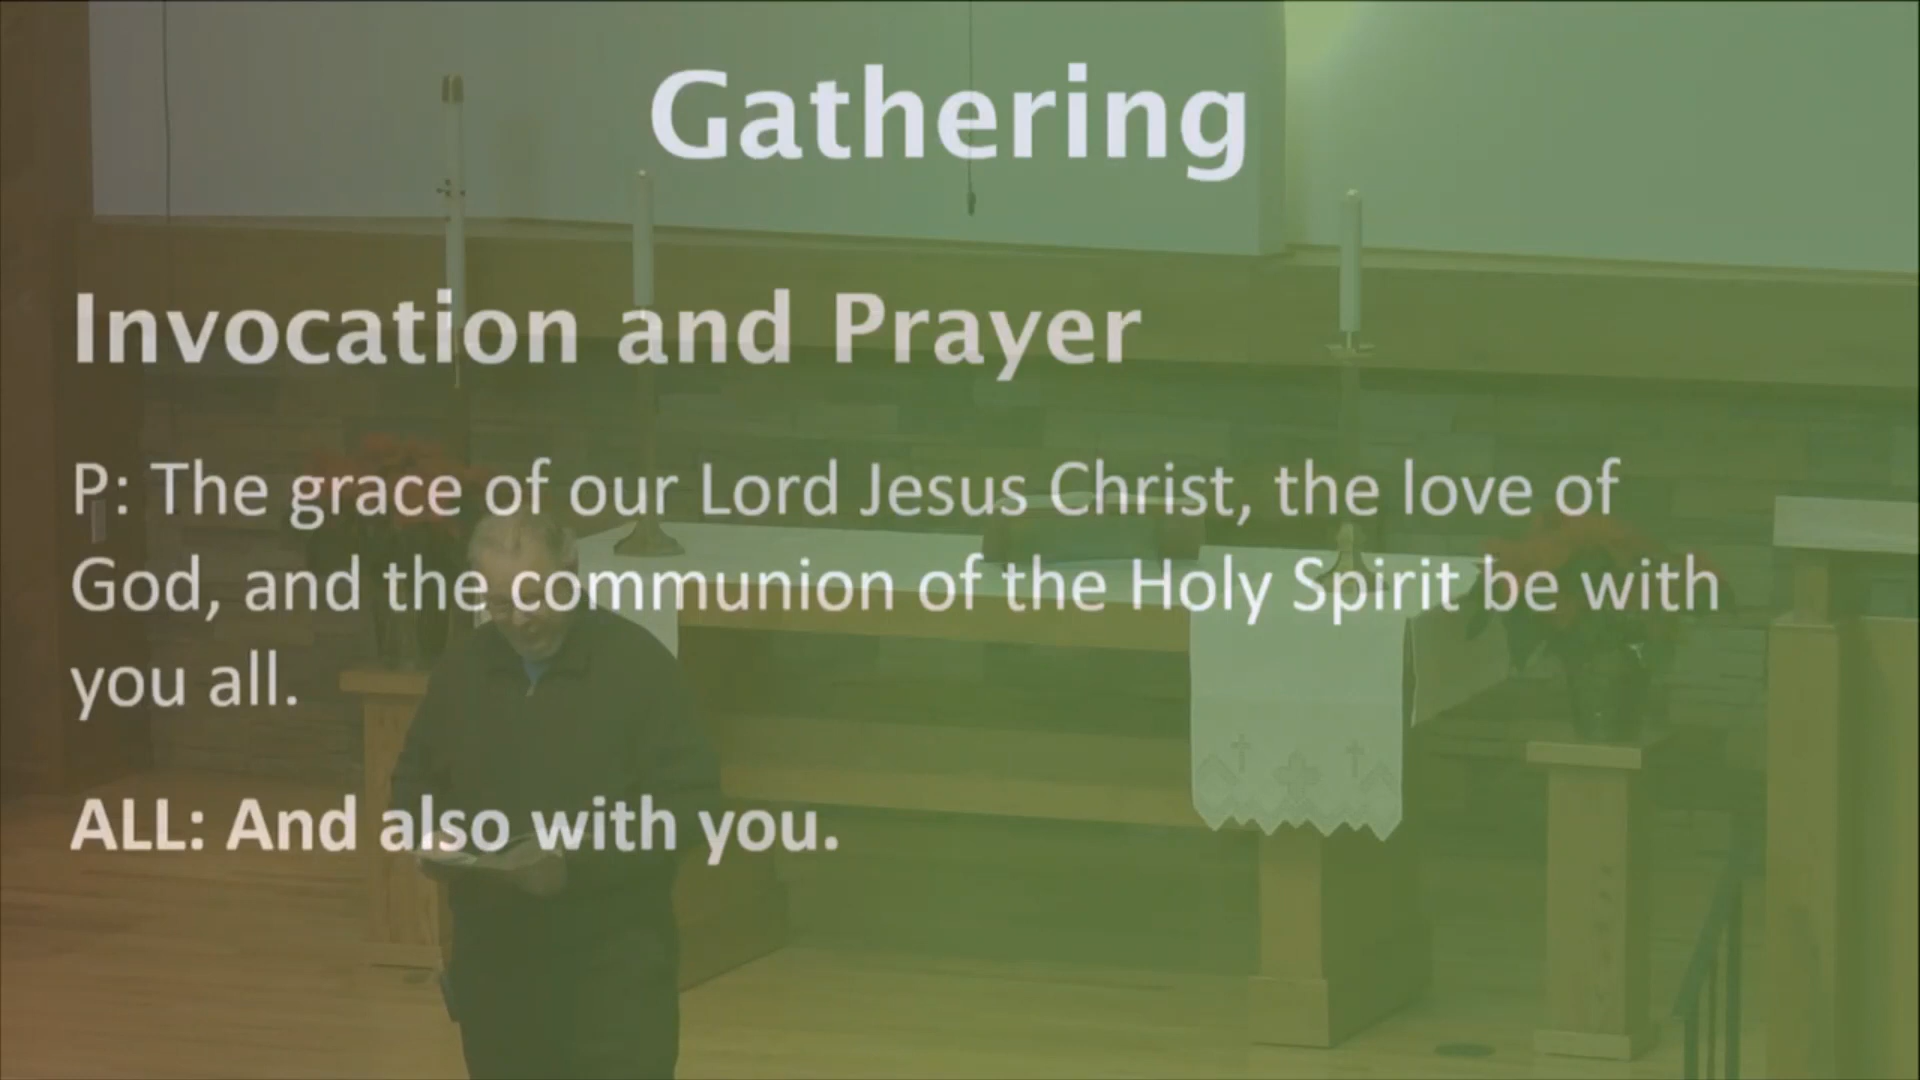 Gathering
Invocation and Prayer
P: The grace of our Lord Jesus Christ, the love of
God, and the communion of the Holy Spirit be with
you all.
ALL: And also with you.